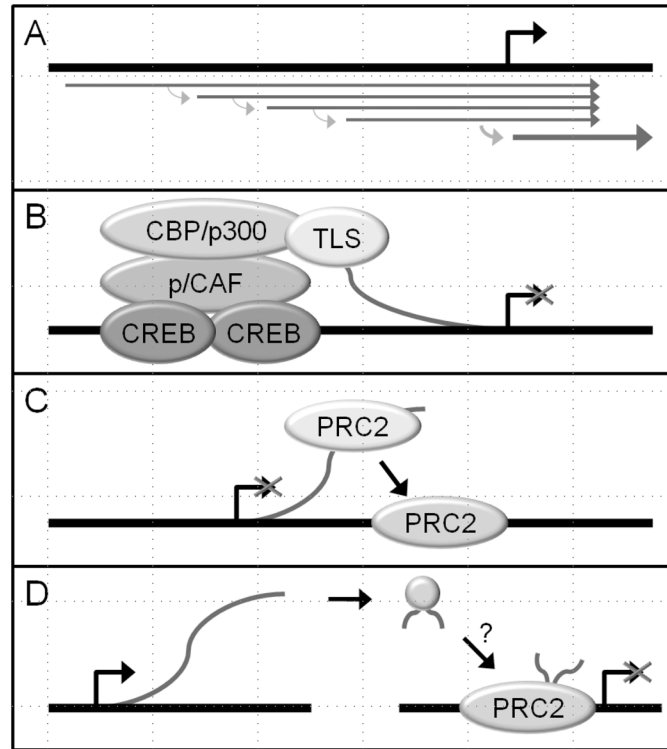 A
B
CBP/p300
TLS
p/CAF
CREB CREB
C
PRC2
PRC2
D
?
PRC2